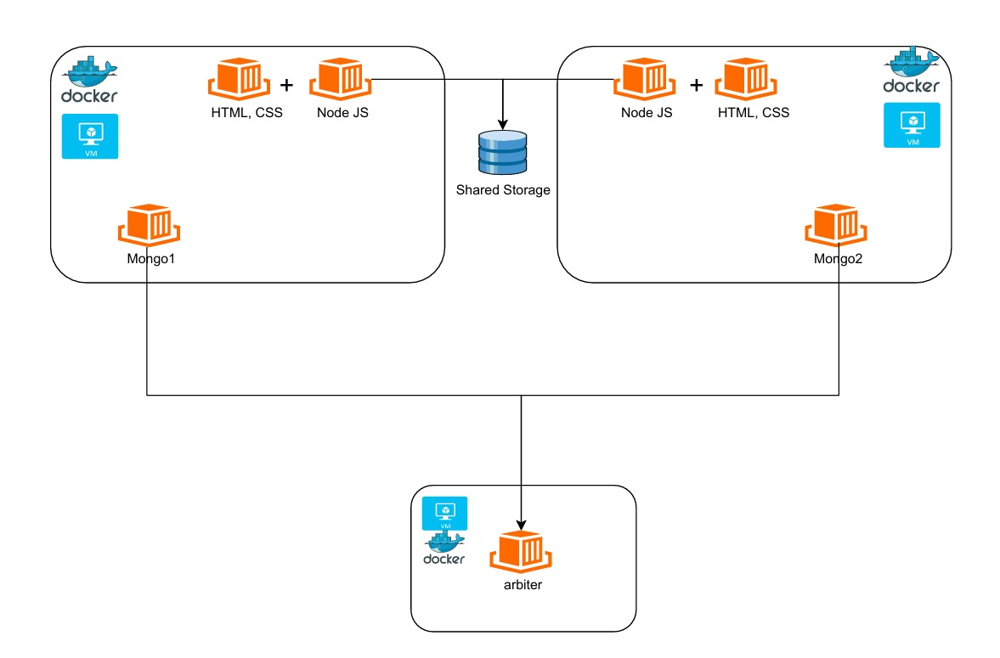 docker
HTML, CSS
+
Node JS
Node JS
+
HTML, CSS
docker
VM
VM
Shared Storage
Mongo1
Mongo2
VM
docker
arbiter